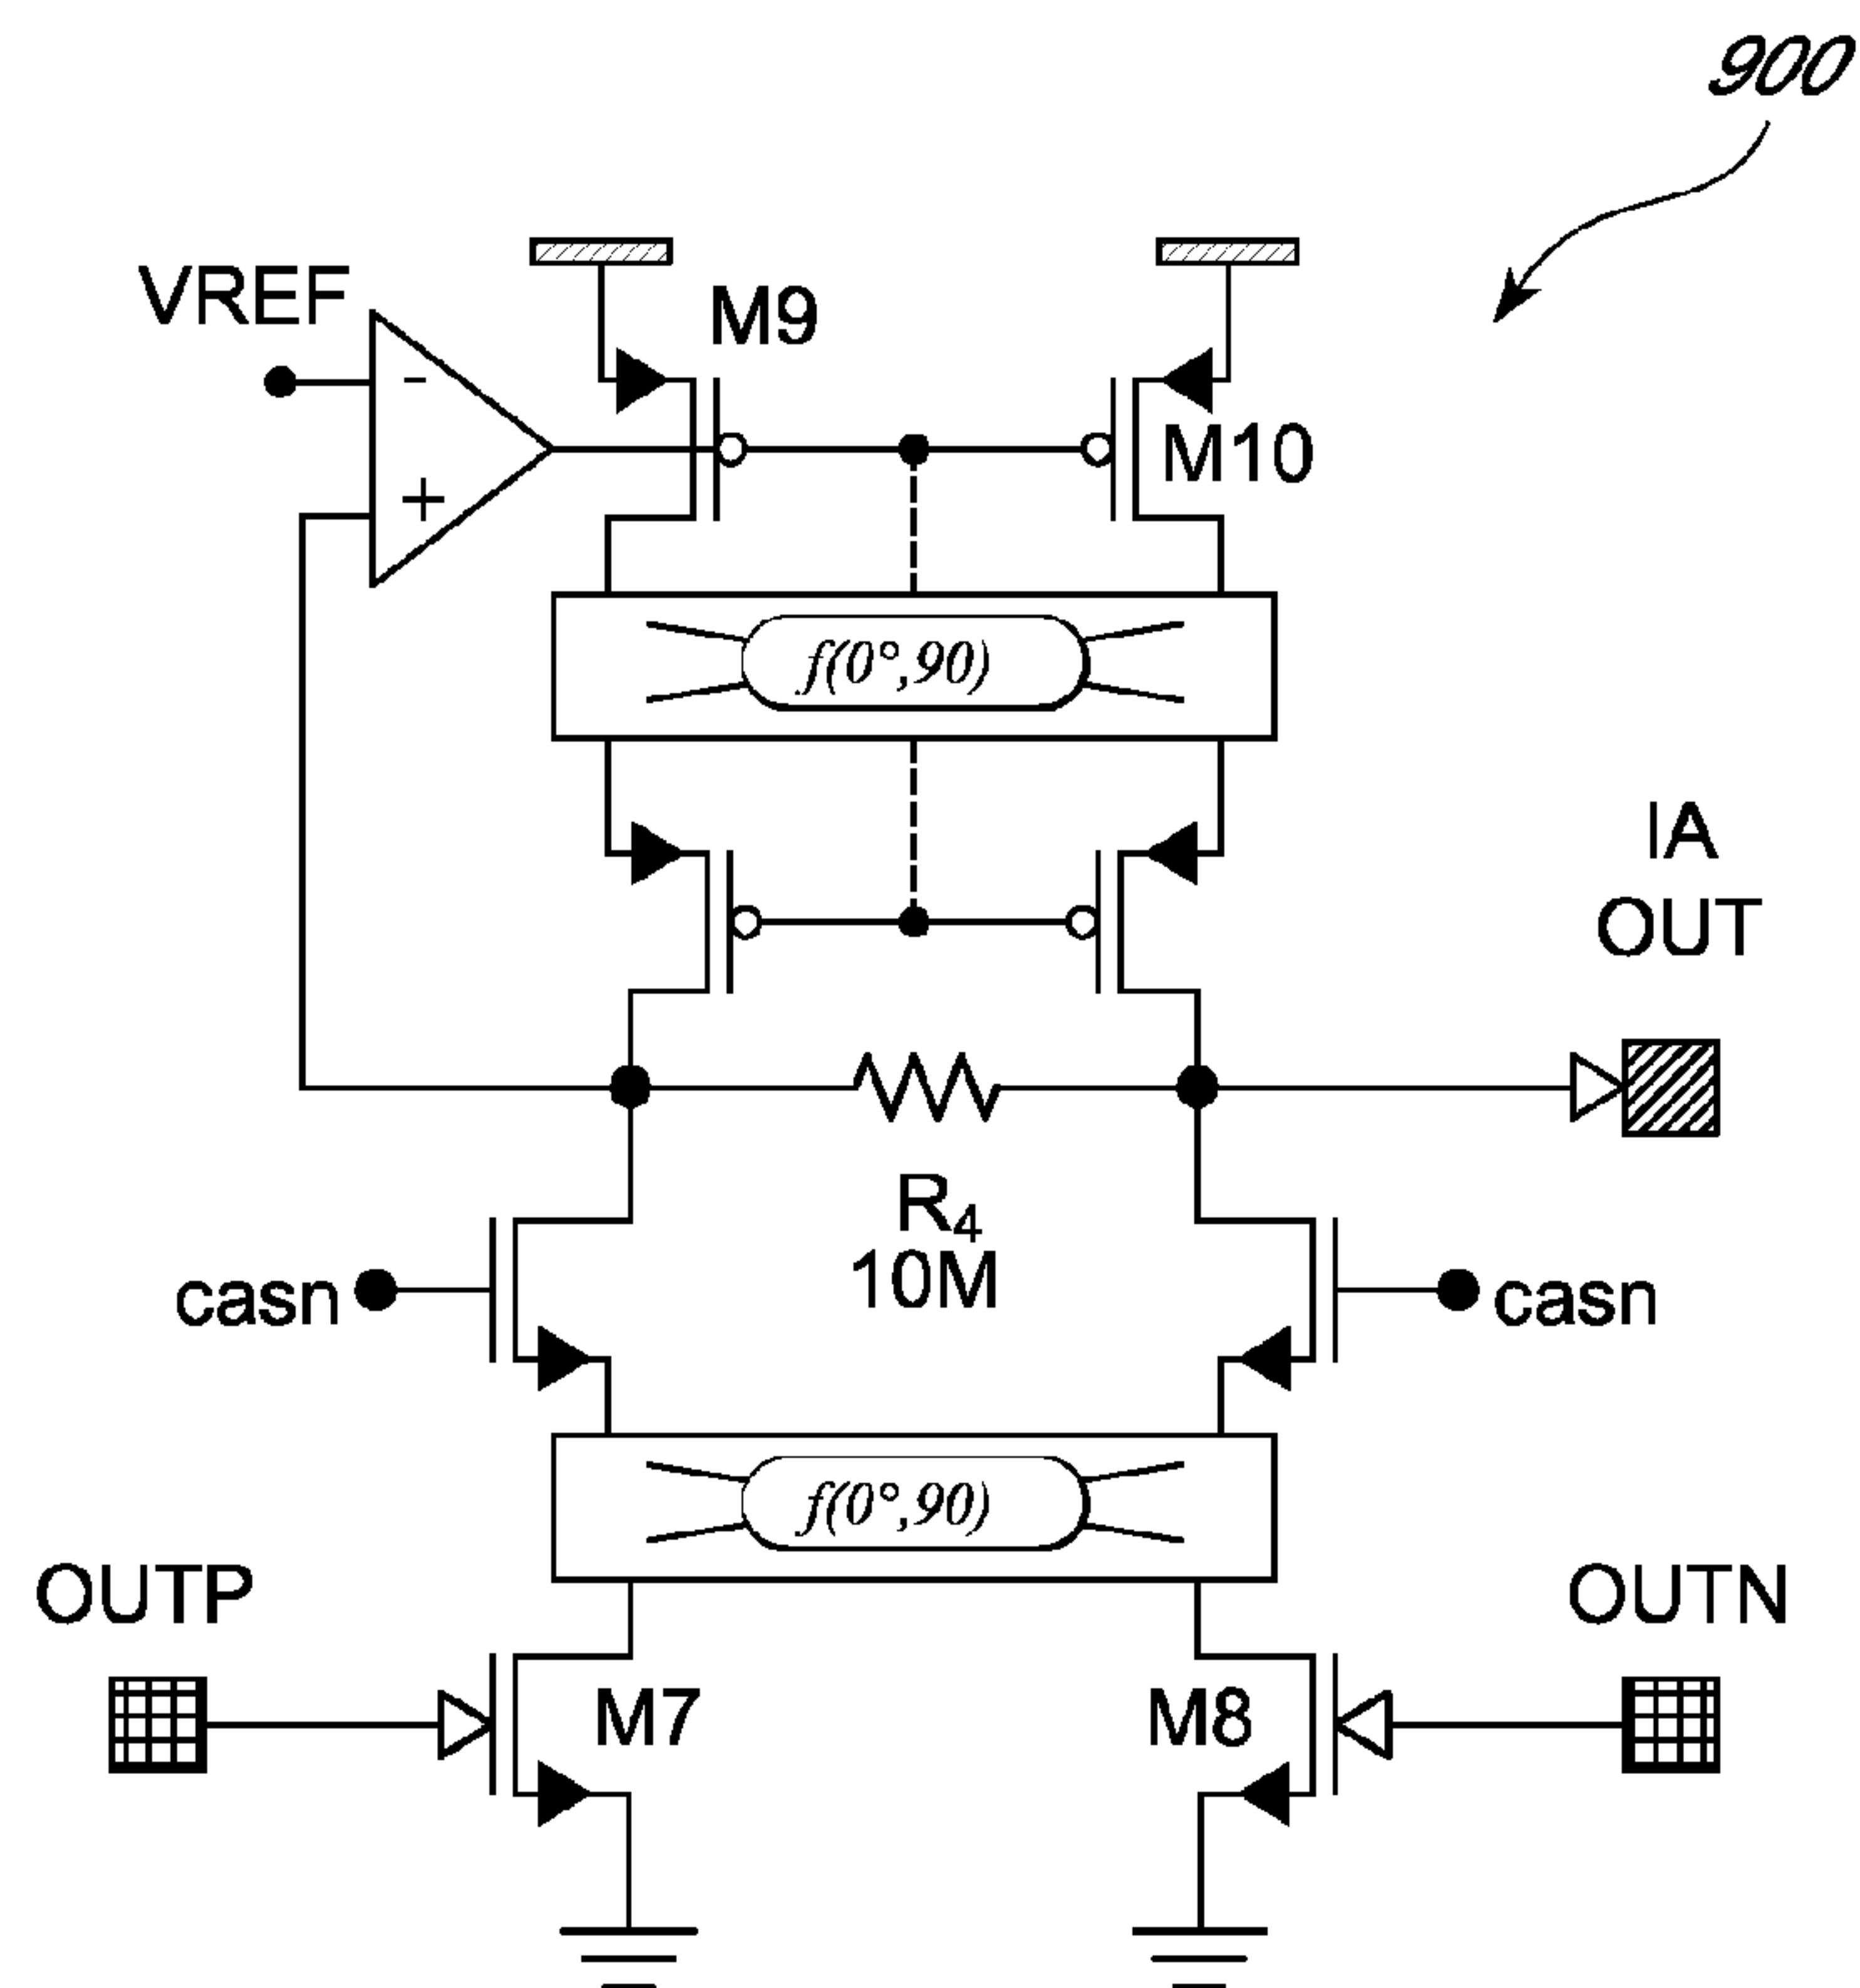 900
VREF
M9
-
+
M10
f(0°,90)
IA
OUT
R₄
10M
casn
casn
f(0°,90)
OUTP
OUTN
M7
M8